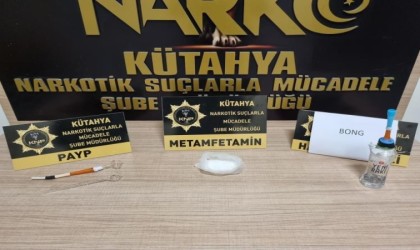 NARKO
KÜTAHYA
NARKOTİK SUÇLARLA MÜCADELE
ŞUBE MÜDÜRLÜĞÜ
KÜTAHYA
NARKOTİK SUÇLARLA
MÜCADELE
ŞUBE MÜDÜRLÜĞÜ
PAYP
KÜTAHYA
NARKOTİK SUÇLARLA
MÜCADELE
ŞUBE MÜDÜRLÜĞÜ
METAMFETAMİN
BONG